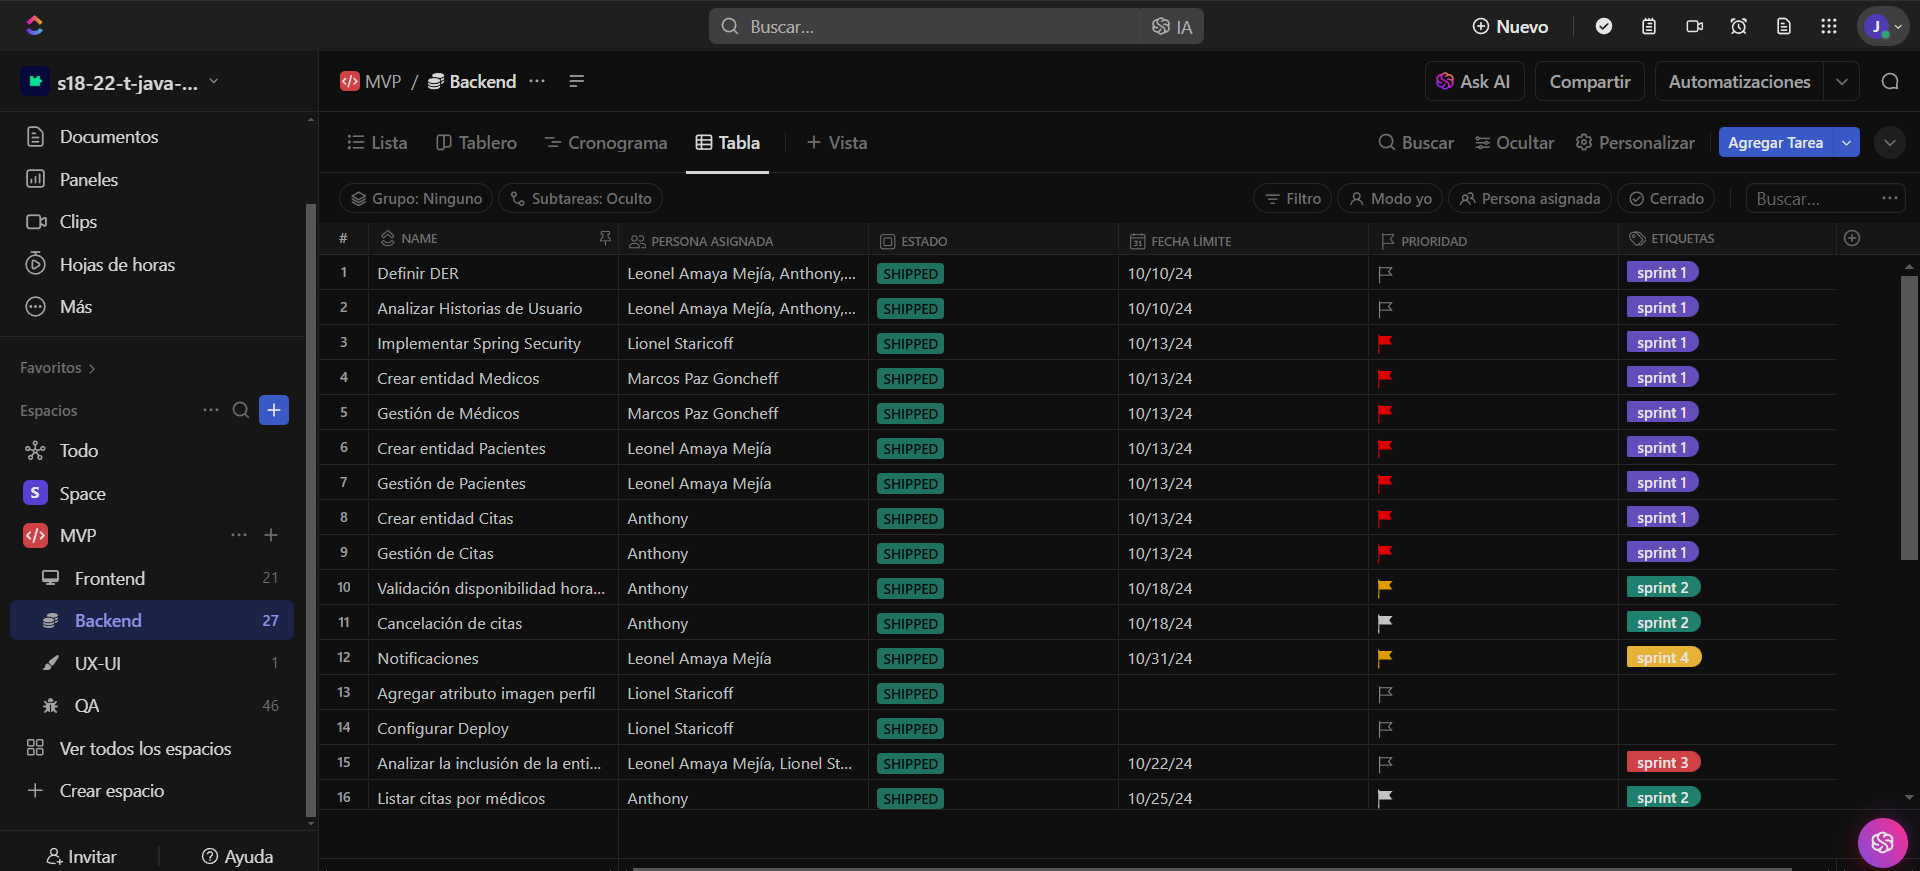 Buscar...
IA
Nuevo
J
s18-22-t-java-...
Documentos
Paneles
Clips
Hojas de horas
Más
Favoritos
Espacios
Todo
S Space
MVP
Frontend 21
Backend 27
UX-UI 1
QA 46
Ver todos los espacios
Crear espacio
Invitar
Ayuda
MVP / Backend
Ask AI
Compartir
Automatizaciones
Lista
Tablero
Cronograma
Tabla
+ Vista
Buscar
Ocultar
Personalizar
Agregar Tarea
Grupo: Ninguno
Subtareas: Oculto
Filtro
Modo yo
Persona asignada
Cerrado
Buscar...
# NAME PERSONA ASIGNADA ESTADO 31 FECHA LÍMITE PRIORIDAD ETIQUETAS
1 Definir DER Leonel Amaya Mejía, Anthony,... SHIPPED 10/10/24 sprint 1
2 Analizar Historias de Usuario Leonel Amaya Mejía, Anthony,... SHIPPED 10/10/24 sprint 1
3 Implementar Spring Security Lionel Staricoff SHIPPED 10/13/24 sprint 1
4 Crear entidad Medicos Marcos Paz Goncheff SHIPPED 10/13/24 sprint 1
5 Gestión de Médicos Marcos Paz Goncheff SHIPPED 10/13/24 sprint 1
6 Crear entidad Pacientes Leonel Amaya Mejía SHIPPED 10/13/24 sprint 1
7 Gestión de Pacientes Leonel Amaya Mejía SHIPPED 10/13/24 sprint 1
8 Crear entidad Citas Anthony SHIPPED 10/13/24 sprint 1
9 Gestión de Citas Anthony SHIPPED 10/13/24 sprint 1
10 Validación disponibilidad hora... Anthony SHIPPED 10/18/24 sprint 2
11 Cancelación de citas Anthony SHIPPED 10/18/24 sprint 2
12 Notificaciones Leonel Amaya Mejía SHIPPED 10/31/24 sprint 4
13 Agregar atributo imagen perfil Lionel Staricoff SHIPPED
14 Configurar Deploy Lionel Staricoff SHIPPED
15 Analizar la inclusión de la enti... Leonel Amaya Mejía, Lionel St... SHIPPED 10/22/24 sprint 3
16 Listar citas por médicos Anthony SHIPPED 10/25/24 sprint 2